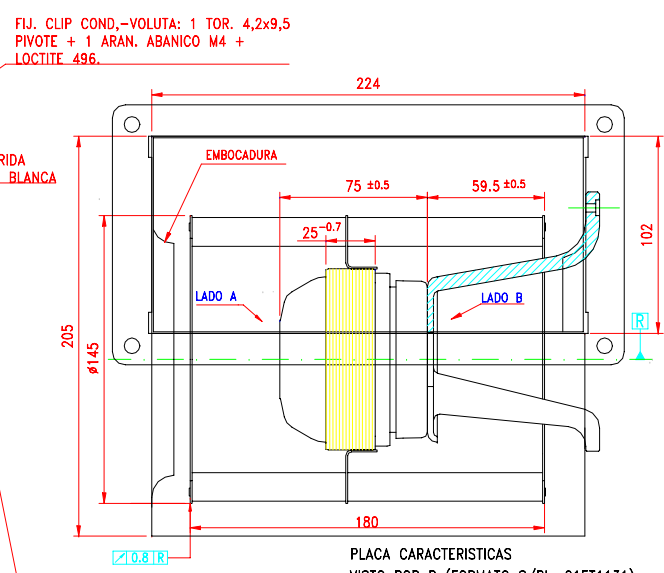 FIJ. CLIP COND,-VOLUTA: 1 TOR. 4,2x9,5
PIVOTE + 1 ARAN. ABANICO M4 +
LOCTITE 496.
224
RIDA
BLANCA
EMBOCADURA
75 ±0.5
59.5 ±0.5
25 -0.7
102
LADO A
LADO B
R
205
ø145
180
0.8 R
PLACA CARACTERISTICAS